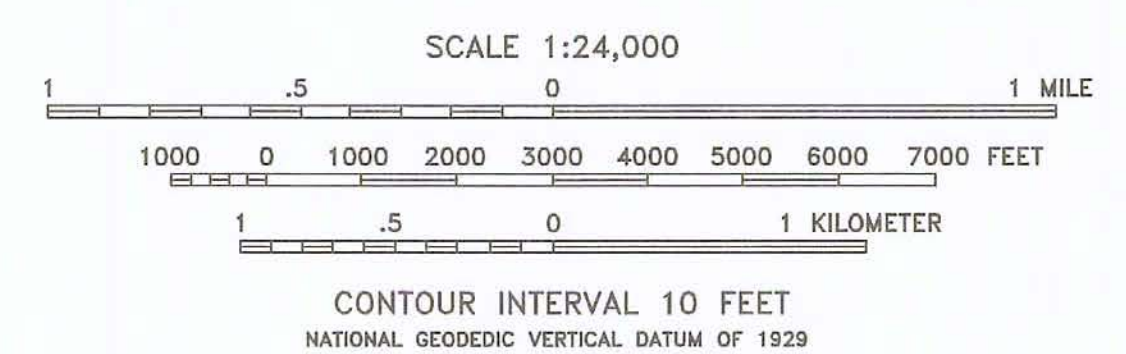 SCALE 1:24,000
1 .5 0 1 MILE
1000 0 1000 2000 3000 4000 5000 6000 7000 FEET
1 .5 0 1 KILOMETER
CONTOUR INTERVAL 10 FEET
NATIONAL GEODEDIC VERTICAL DATUM OF 1929